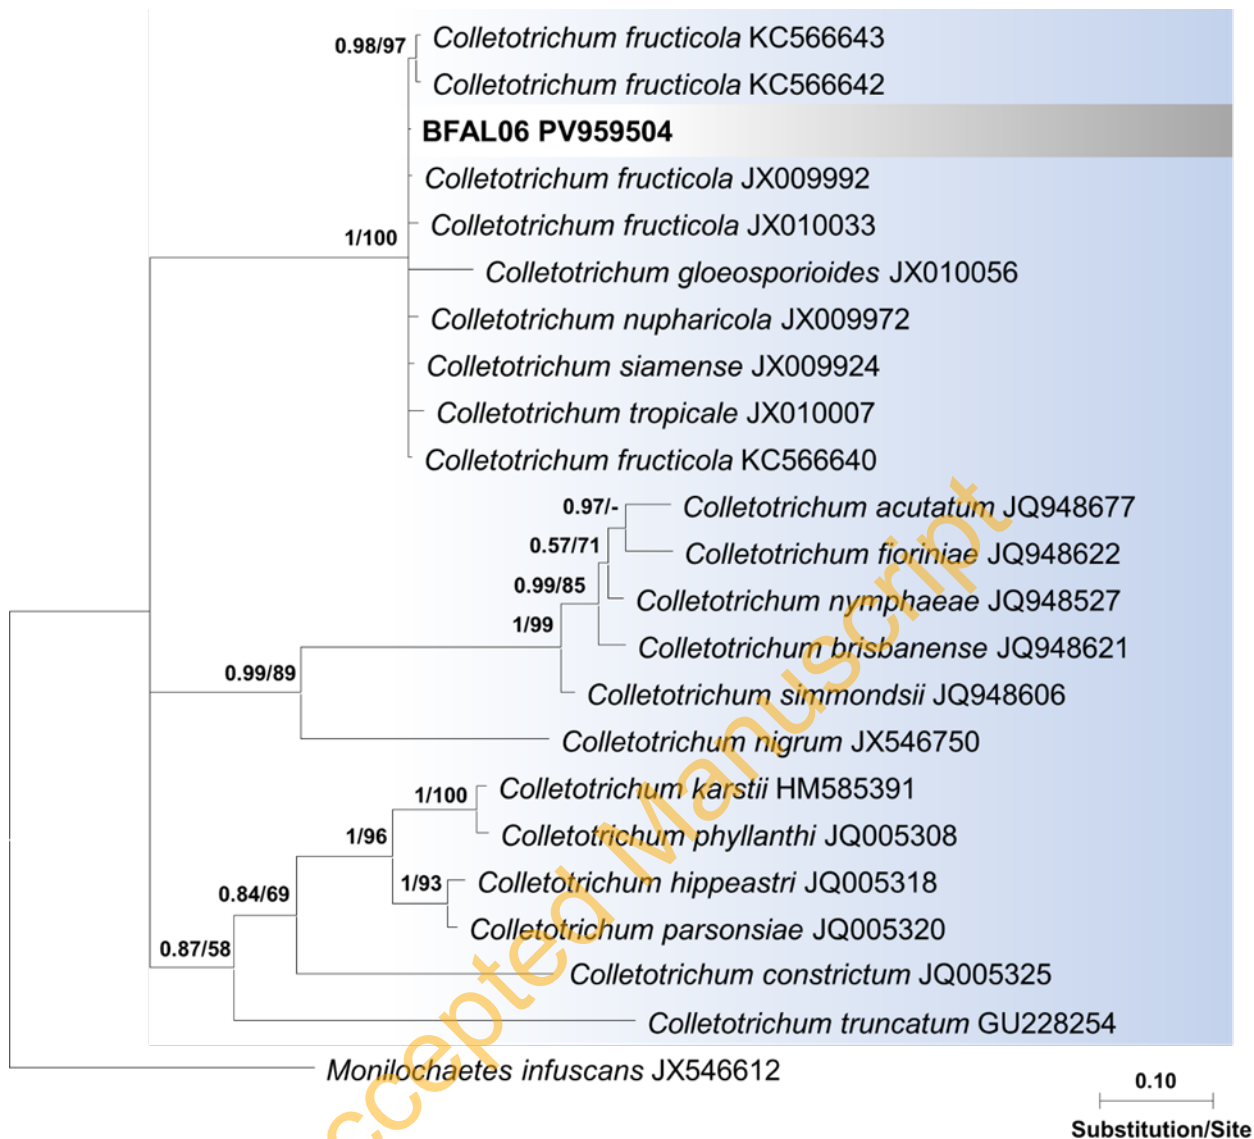 0.98/97
Colletotrichum fructicola KC566643
Colletotrichum fructicola KC566642
BFAL06 PV959504
Colletotrichum fructicola JX009992
Colletotrichum fructicola JX010033
1/100
Colletotrichum gloeosporioides JX010056
Colletotrichum nupharicola JX009972
Colletotrichum siamense JX009924
Colletotrichum tropicale JX010007
Colletotrichum fructicola KC566640
0.97/-
Colletotrichum acutatum JQ948677
0.57/71
Colletotrichum fioriniae JQ948622
0.99/85
Colletotrichum nymphaeae JQ948527
1/99
Colletotrichum brisbanense JQ948621
0.99/89
Colletotrichum simmondsii JQ948606
Colletotrichum nigrum JX546750
1/100
Colletotrichum karstii HM585391
Colletotrichum phyllanthi JQ005308
1/96
1/93
Colletotrichum hippeastri JQ005318
0.84/69
Colletotrichum parsonsiae JQ005320
0.87/58
Colletotrichum constrictum JQ005325
Colletotrichum truncatum GU228254
Monilochaetes infuscans JX546612
0.10
Substitution/Site
ccepted Manuscript